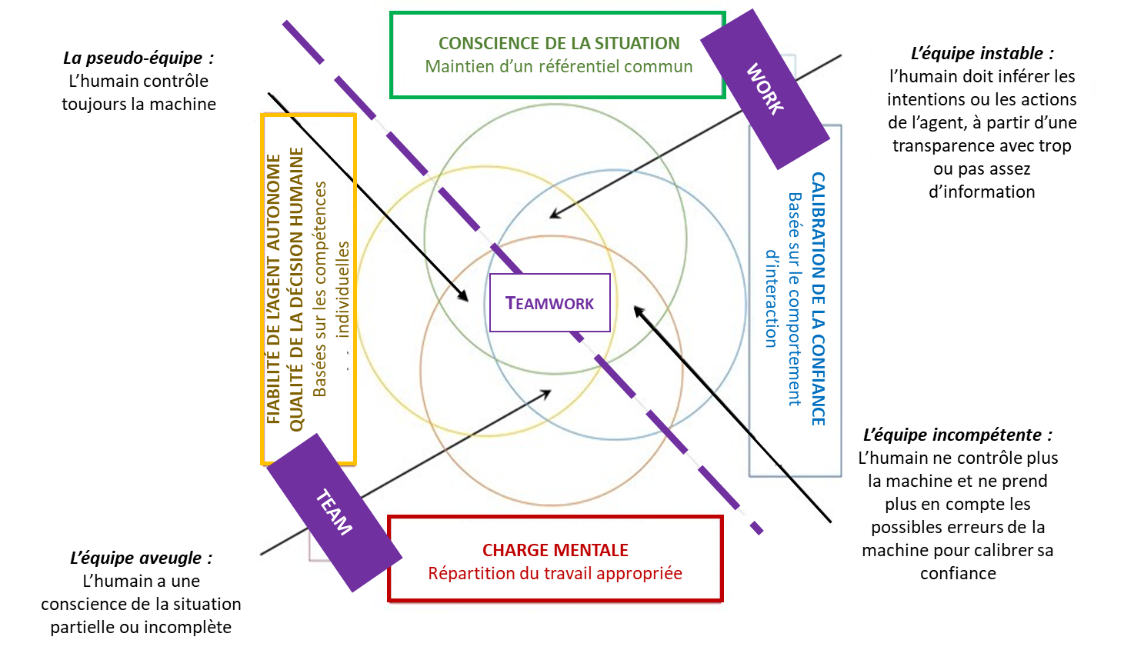 La pseudo-équipe :
L'humain contrôle
toujours la machine
CONSCIENCE DE LA SITUATION
Maintien d'un référentiel commun
WORK
L'équipe instable :
l'humain doit inférer les
intentions ou les actions
de l'agent, à partir d'une
transparence avec trop
ou pas assez
d'information
FIABILITÉ DE L'AGENT AUTONOME
QUALITÉ DE LA DÉCISION HUMAINE
Basées sur les compétences
individuelles
TEAMWORK
CALIBRATION DE LA CONFIANCE
Basée sur le comportement
d'interaction
TEAM
L'équipe aveugle :
L'humain a une
conscience de la situation
partielle ou incomplète
CHARGE MENTALE
Répartition du travail appropriée
L'équipe incompétente :
L'humain ne contrôle plus
la machine et ne prend
plus en compte les
possibles erreurs de la
machine pour calibrer sa
confiance